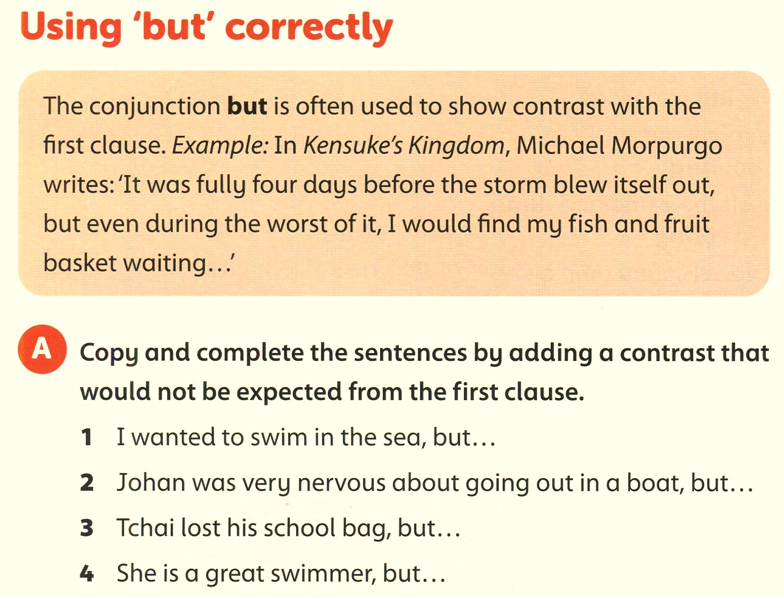 Using ‘but’ correctly
The conjunction but is often used to show contrast with the
first clause. Example: In Kensuke’s Kingdom, Michael Morpurgo
writes: ‘It was fully four days before the storm blew itself out,
but even during the worst of it, I would find my fish and fruit
basket waiting…’
A Copy and complete the sentences by adding a contrast that
would not be expected from the first clause.
1 I wanted to swim in the sea, but…
2 Johan was very nervous about going out in a boat, but…
3 Tchai lost his school bag, but…
4 She is a great swimmer, but…